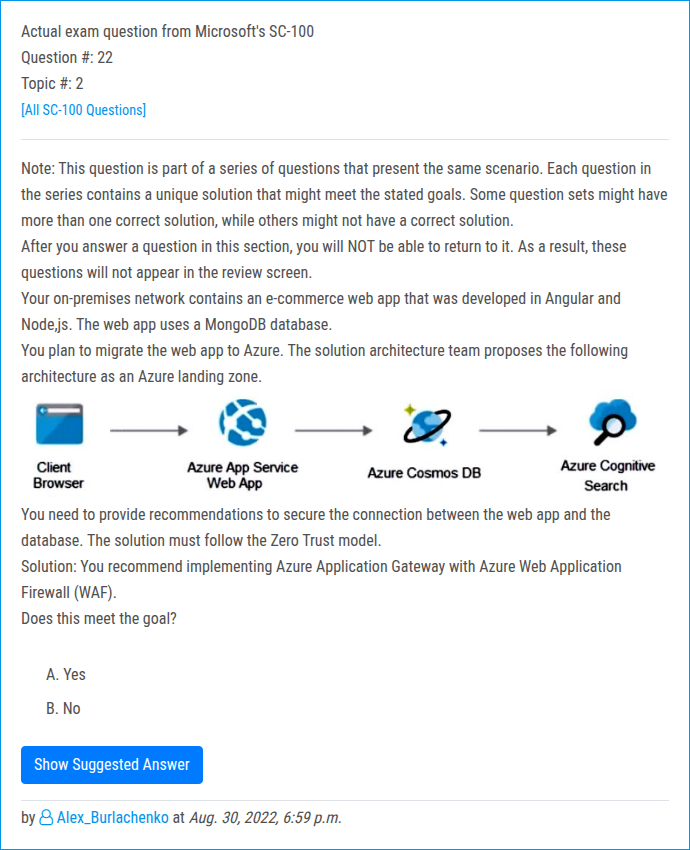 Actual exam question from Microsoft's SC-100
Question #: 22
Topic #: 2
[All SC-100 Questions]
Note: This question is part of a series of questions that present the same scenario. Each question in
the series contains a unique solution that might meet the stated goals. Some question sets might have
more than one correct solution, while others might not have a correct solution.
After you answer a question in this section, you will NOT be able to return to it. As a result, these
questions will not appear in the review screen.
Your on-premises network contains an e-commerce web app that was developed in Angular and
Node,js. The web app uses a MongoDB database.
You plan to migrate the web app to Azure. The solution architecture team proposes the following
architecture as an Azure landing zone.
Client
Browser
Azure App Service
Web App
Azure Cosmos DB
Azure Cognitive
Search
You need to provide recommendations to secure the connection between the web app and the
database. The solution must follow the Zero Trust model.
Solution: You recommend implementing Azure Application Gateway with Azure Web Application
Firewall (WAF).
Does this meet the goal?
A. Yes
B. No
Show Suggested Answer
by Alex_Burlachenko at Aug. 30, 2022, 6:59 p.m.